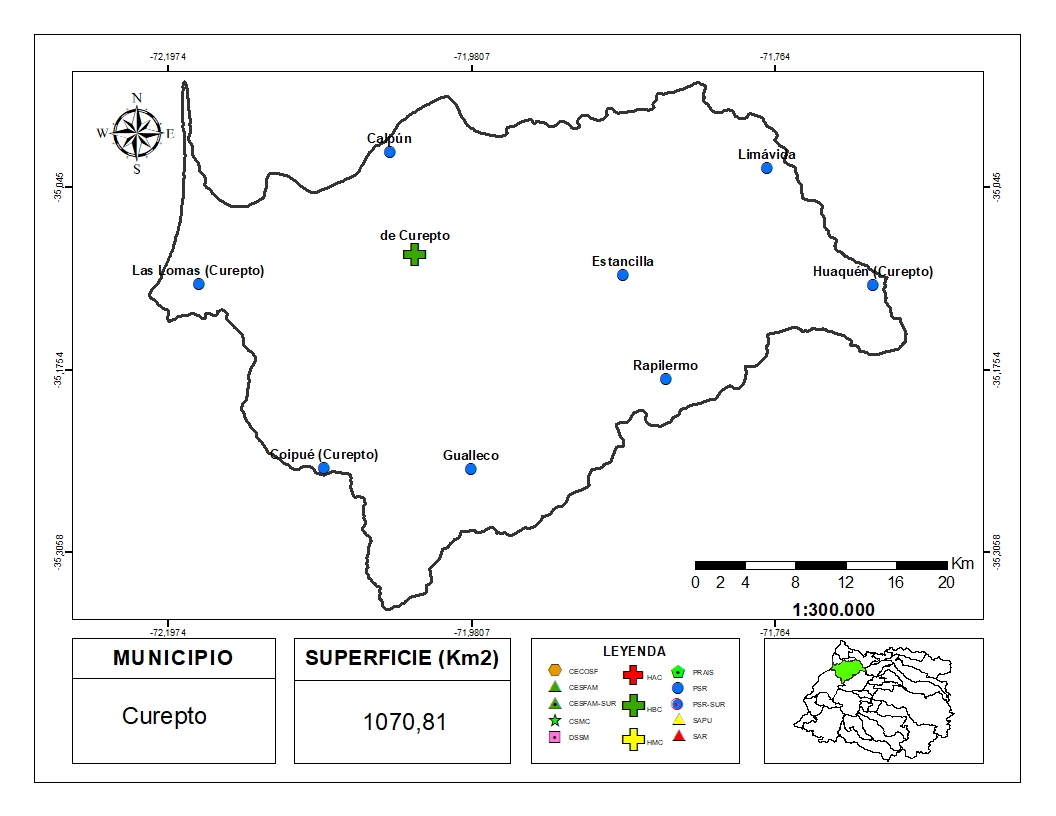 -72,1974 -71,9807 -71,764
N
W E
S
Calpún
Limávida
-35,045 -35,045
de Curepto
Estancilla
Las Lomas (Curepto) Huaquén (Curepto)
-35,1754 -35,1754
Rapilermo
Coipué (Curepto) Gualleco
-35,3058 -35,3058
Km
0 2 4 8 12 16 20
1:300.000
-72,1974 -71,9807 -71,764
MUNICIPIO
Curepto
SUPERFICIE (Km2)
1070,81
LEYENDA
CECOSF HAC PRAIS
CESFAM PSR
CESFAM-SUR HBC PSR-SUR
CSMC SAPU
DSSM HMC SAR